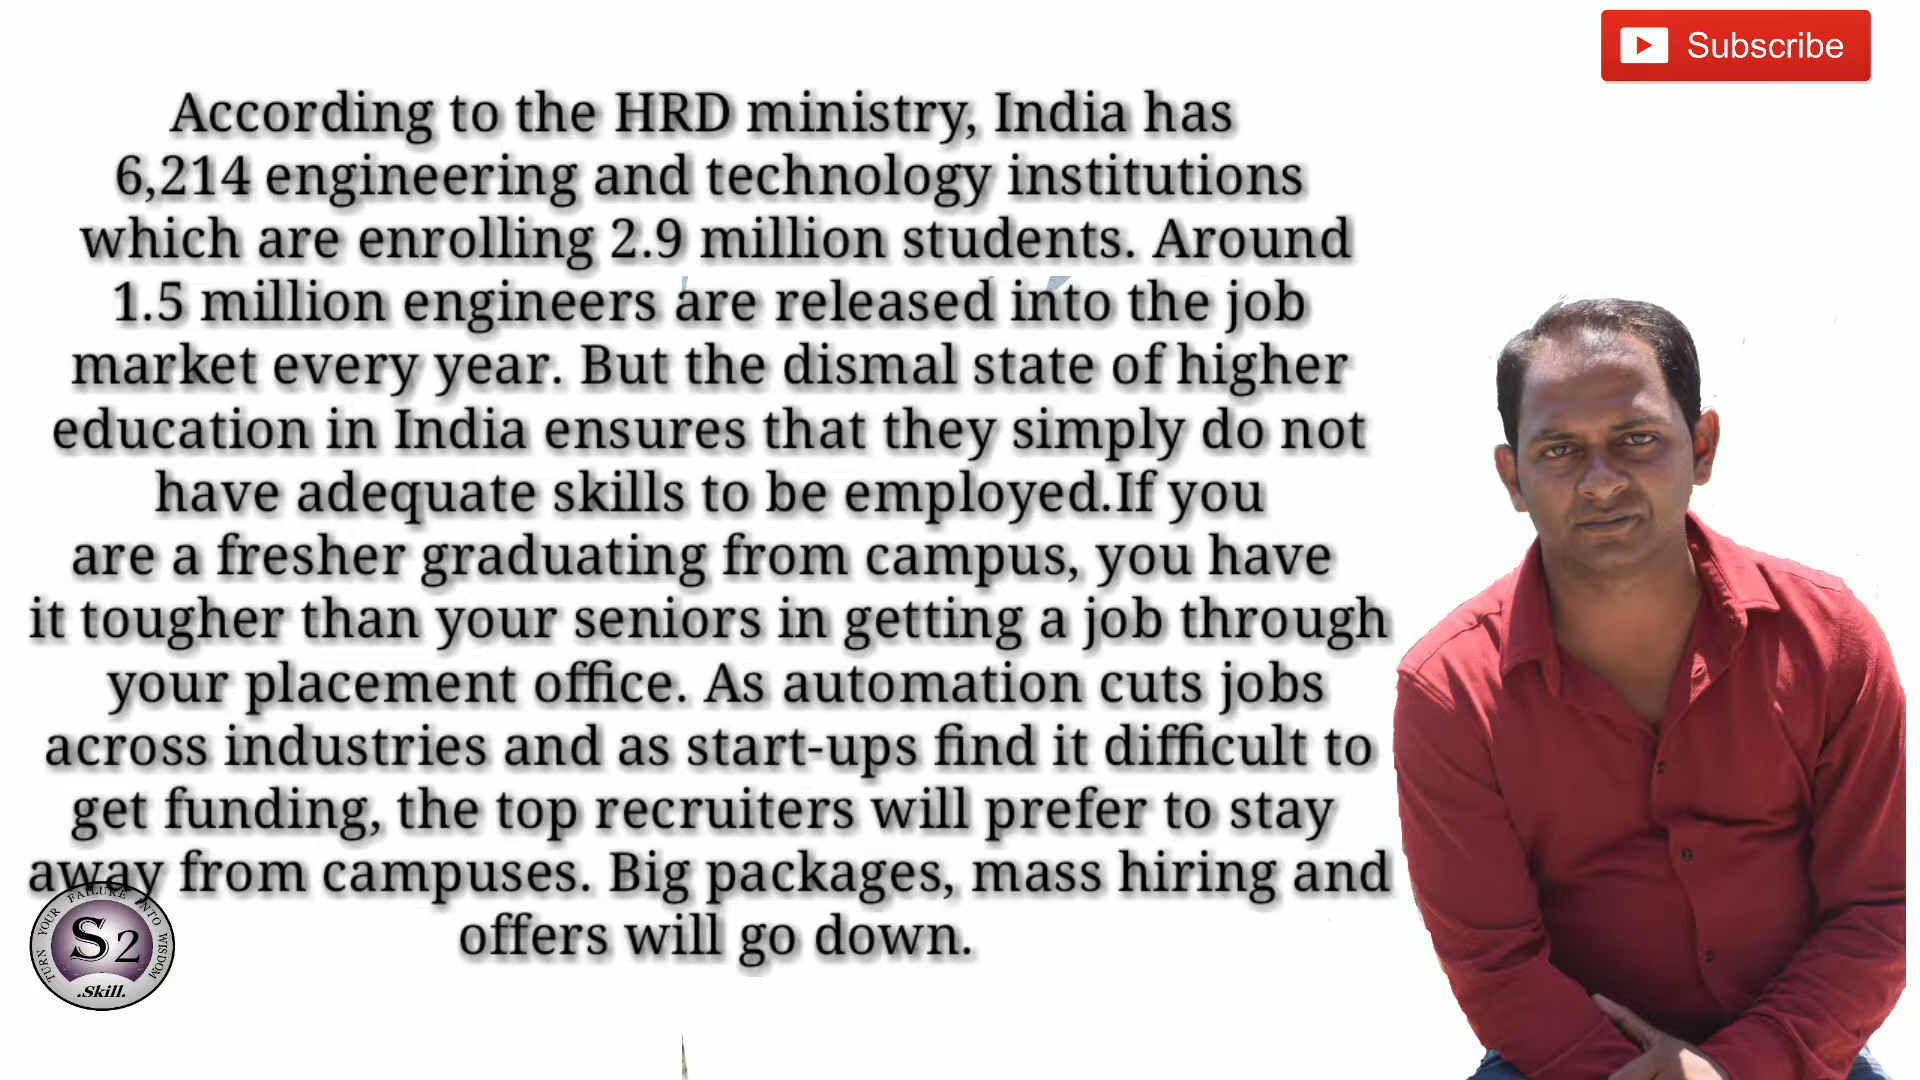 Subscribe
According to the HRD ministry, India has
6,214 engineering and technology institutions
which are enrolling 2.9 million students. Around
1.5 million engineers are released into the job
market every year. But the dismal state of higher
education in India ensures that they simply do not
have adequate skills to be employed.If you
are a fresher graduating from campus, you have
it tougher than your seniors in getting a job through
your placement office. As automation cuts jobs
across industries and as start-ups find it difficult to
get funding, the top recruiters will prefer to stay
away from campuses. Big packages, mass hiring and
offers will go down.
TURN YOUR FAILURE INTO WISDOM
S2
.Skill.